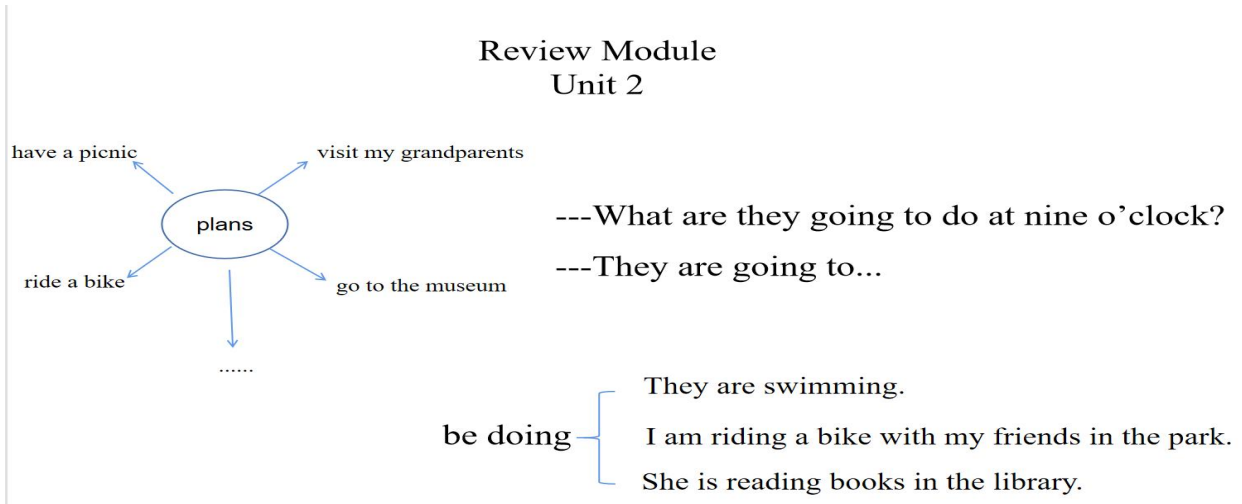 Review Module
Unit 2
have a picnic
visit my grandparents
plans
ride a bike
go to the museum
......
---What are they going to do at nine o’clock?
---They are going to...
be doing
They are swimming.
I am riding a bike with my friends in the park.
She is reading books in the library.